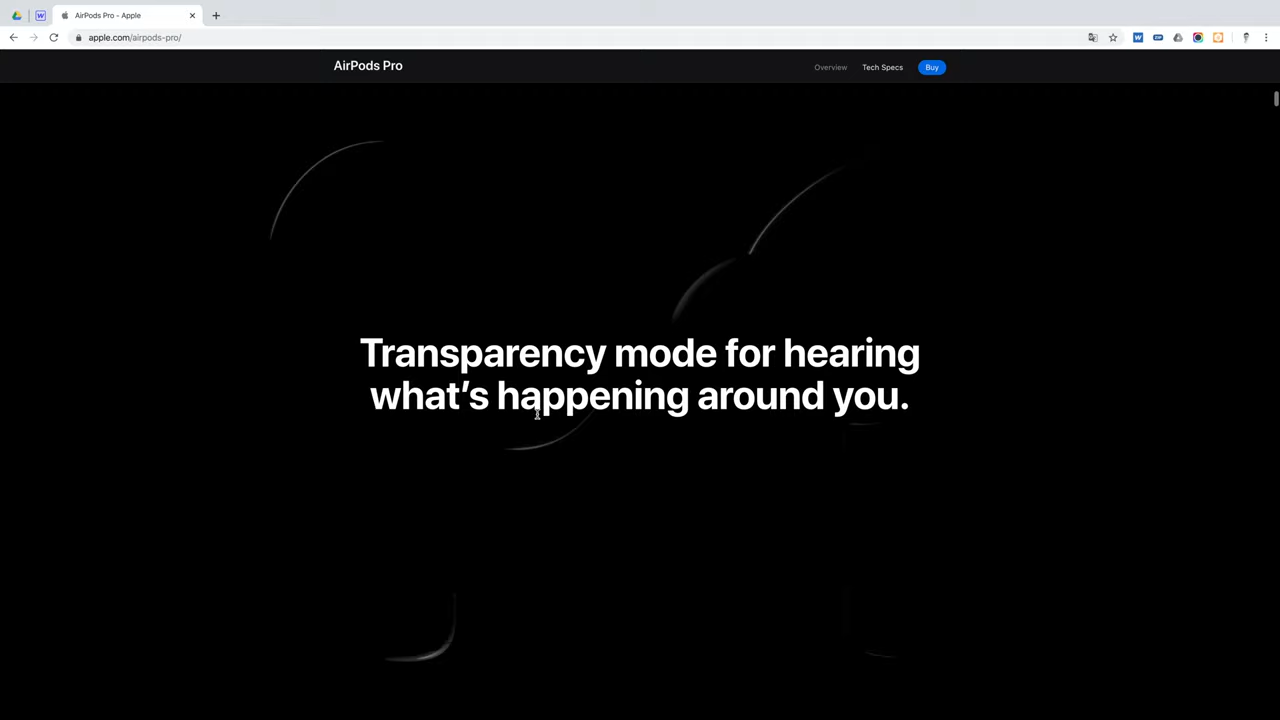 AirPods Pro - Apple
apple.com/airpods-pro/
AirPods Pro
Overview
Tech Specs
Buy
Transparency mode for hearing
what's happening around you.